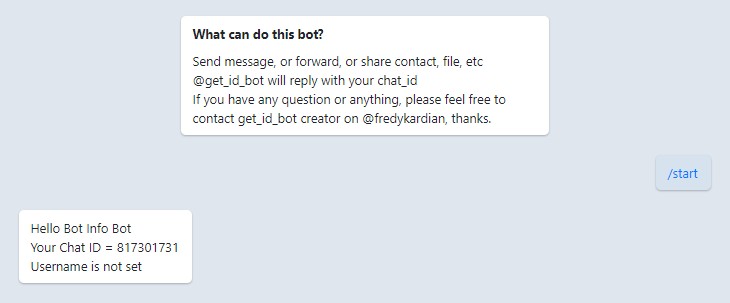 What can do this bot?
Send message, or forward, or share contact, file, etc
@get_id_bot will reply with your chat_id
If you have any question or anything, please feel free to
contact get_id_bot creator on @fredykardian, thanks.
/start
Hello Bot Info Bot
Your Chat ID = 817301731
Username is not set